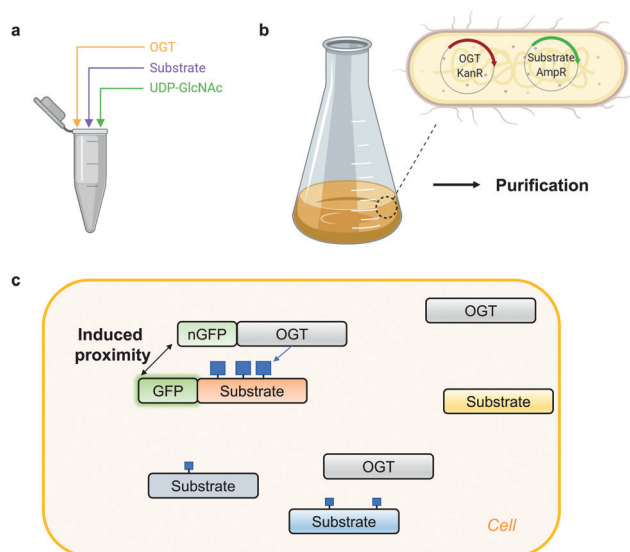 a
OGT
Substrate
UDP-GlcNAc
b
OGT
KanR
Substrate
AmpR
Purification
c
Induced
proximity
nGFP
OGT
GFP
Substrate
OGT
Substrate
Substrate
OGT
Substrate
Cell